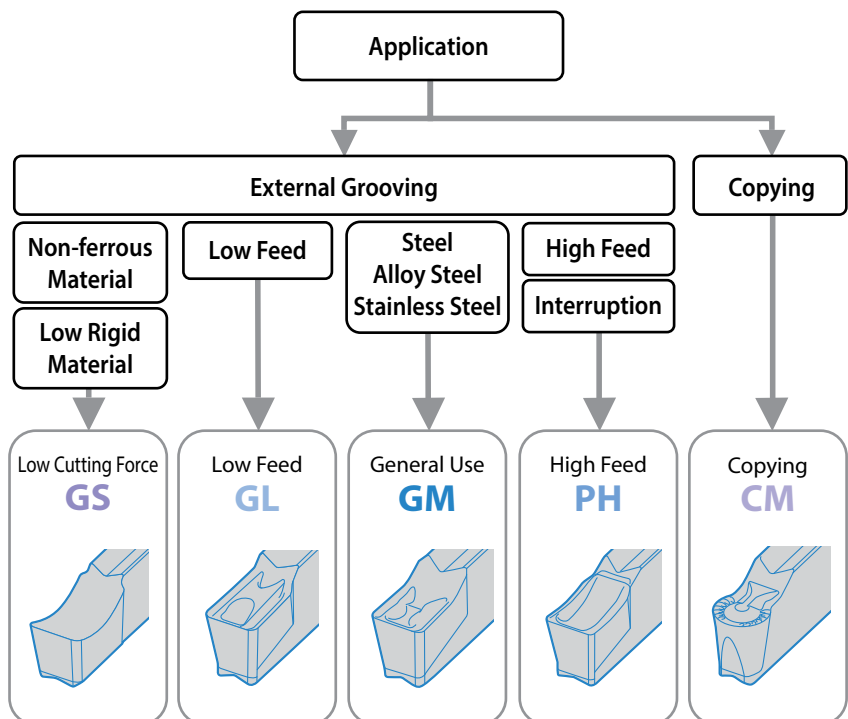 Application
External Grooving
Copying
Non-ferrous
Material
Low Rigid
Material
Low Feed
Steel
Alloy Steel
Stainless Steel
High Feed
Interruption
Low Cutting Force
GS
Low Feed
GL
General Use
GM
High Feed
PH
Copying
CM